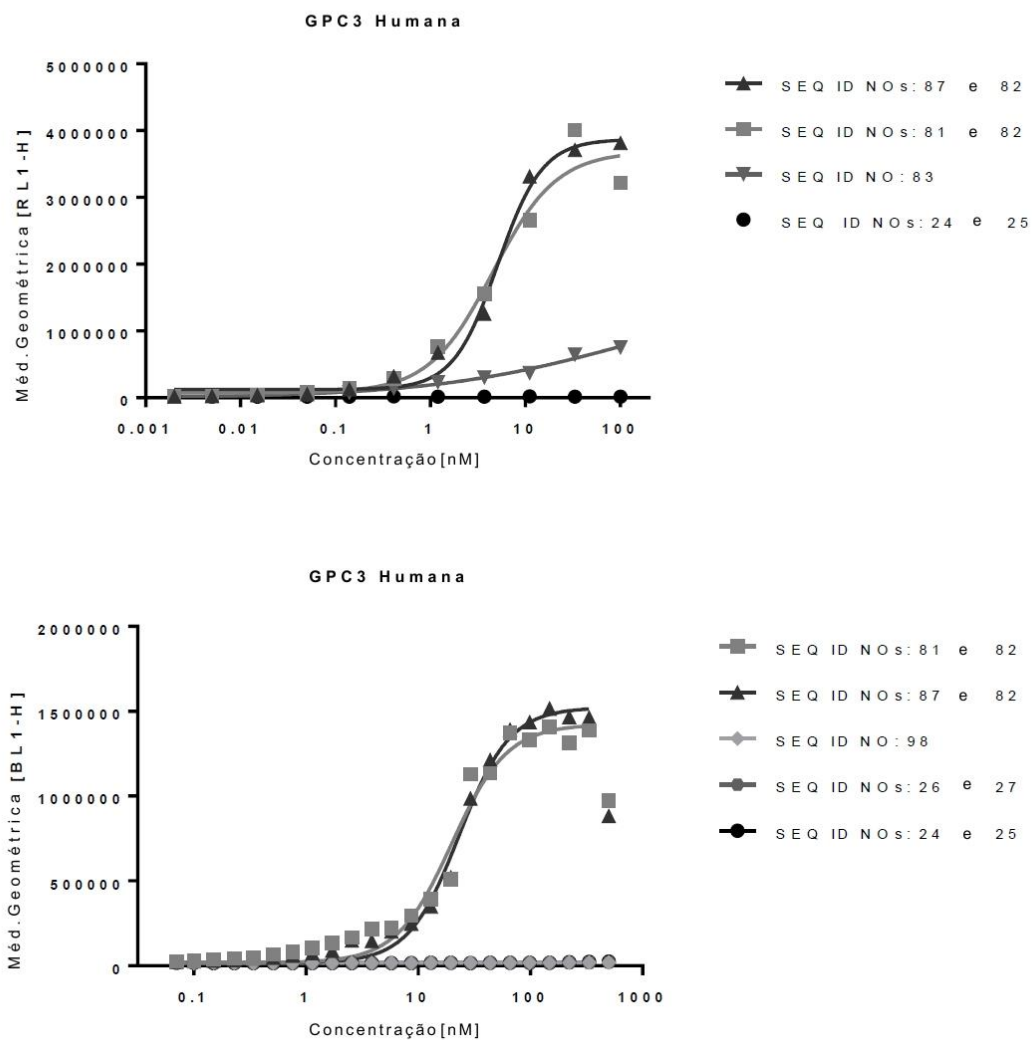 GPC3 Humana
Méd.Geométrica [RL1-H]
5000000
4000000
3000000
2000000
1000000
0
0.001 0.01 0.1 1 10 100
Concentração[nM]
SEQ ID NOs:87 e 82
SEQ ID NOs:81 e 82
SEQ ID NO:83
SEQ ID NOs:24 e 25
GPC3 Humana
Méd.Geométrica [BL1-H]
2000000
1500000
1000000
500000
0
0.1 1 10 100 1000
Concentração[nM]
SEQ ID NOs:81 e 82
SEQ ID NOs:87 e 82
SEQ ID NO:98
SEQ ID NOs:26 e 27
SEQ ID NOs:24 e 25